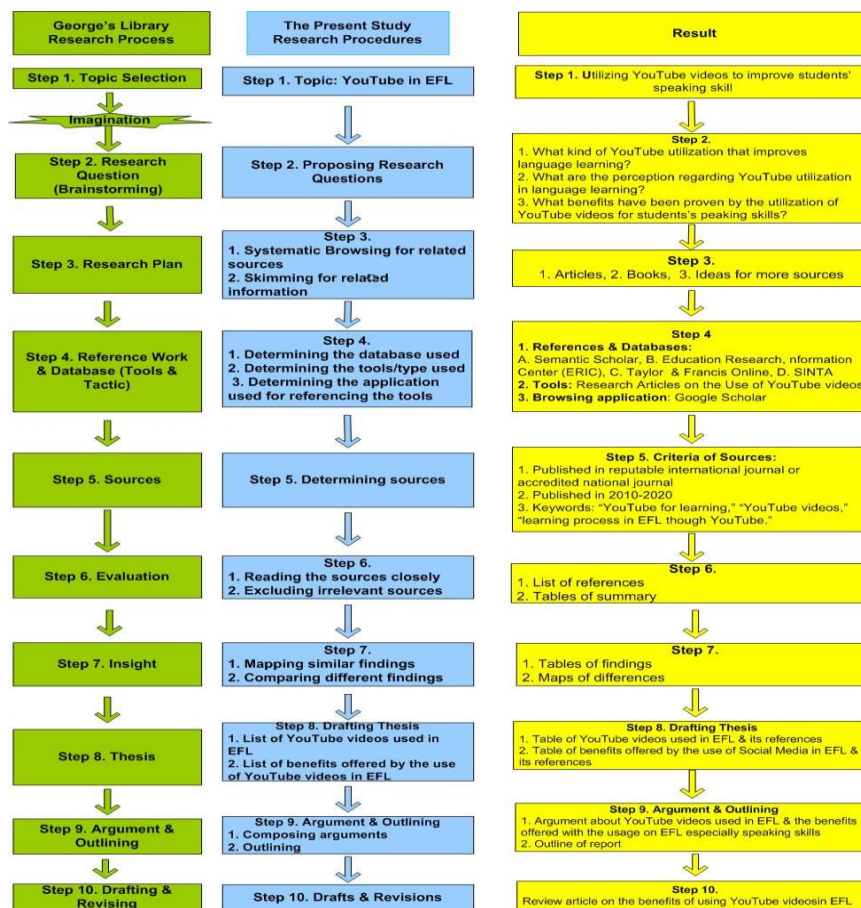 George's Library
Research Process
Step 1. Topic Selection
Imagination
Step 2. Research
Question
(Brainstorming)
Step 3. Research Plan
Step 4. Reference Work
& Database (Tools &
Tactic)
Step 5. Sources
Step 6. Evaluation
Step 7. Insight
Step 8. Thesis
Step 9. Argument &
Outlining
Step 10. Drafting &
Revising
The Present Study
Research Procedures
Step 1. Topic: YouTube in EFL
Step 2. Proposing Research
Questions
Step 3.
1. Systematic Browsing for related
sources
2. Skimming for related
information
Step 4.
1. Determining the database used
2. Determining the tools/type used
3. Determining the application
used for referencing the tools
Step 5. Determining sources
Step 6.
1. Reading the sources closely
2. Excluding irrelevant sources
Step 7.
1. Mapping similar findings
2. Comparing different findings
Step 8. Drafting Thesis
1. List of YouTube videos used in
EFL
2. List of benefits offered by the use
of YouTube videos in EFL
Step 9. Argument & Outlining
1. Composing arguments
2. Outlining
Step 10. Drafts & Revisions
Result
Step 1. Utilizing YouTube videos to improve students'
speaking skill
Step 2.
1. What kind of YouTube utilization that improves
language learning?
2. What are the perception regarding YouTube utilization
in language learning?
3. What benefits have been proven by the utilization of
YouTube videos for students's peaking skills?
Step 3.
1. Articles, 2. Books, 3. Ideas for more sources
Step 4
1. References & Databases:
A. Semantic Scholar, B. Education Research, nformation
Center (ERIC), C. Taylor & Francis Online, D. SINTA
2. Tools: Research Articles on the Use of YouTube videos
3. Browsing application: Google Scholar
Step 5. Criteria of Sources:
1. Published in reputable international journal or
accredited national journal
2. Published in 2010-2020
3. Keywords: "YouTube for learning," "YouTube videos,"
"learning process in EFL though YouTube."
Step 6.
1. List of references
2. Tables of summary
Step 7.
1. Tables of findings
2. Maps of differences
Step 8. Drafting Thesis
1. Table of YouTube videos used in EFL & its references
2. Table of benefits offered by the use of Social Media in EFL &
its references
Step 9. Argument & Outlining
1. Argument about YouTube videos used in EFL & the benefits
offered with the usage on EFL especially speaking skills
2. Outline of report
Step 10.
Review article on the benefits of using YouTube videosin EFL